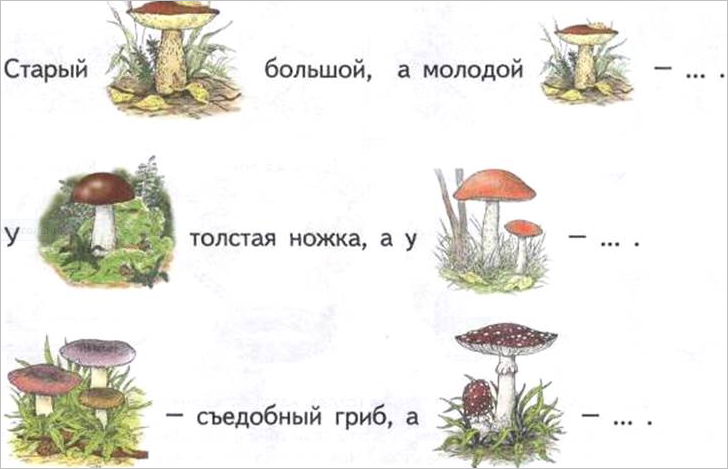 Старый большой, а молодой — ... .
У толстая ножка, а у — ... .
— съедобный гриб, а — ... .